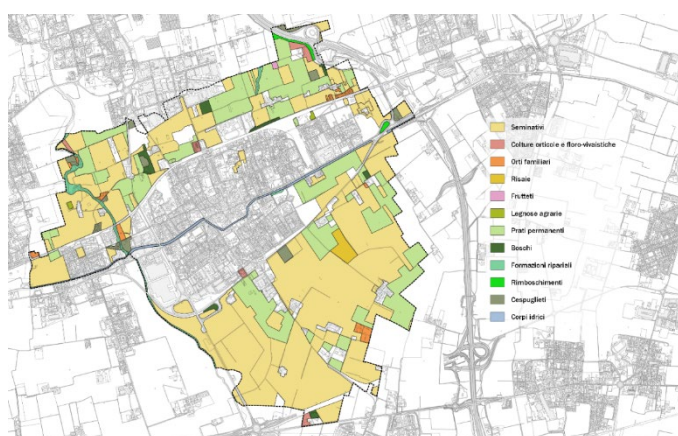 Seminativi
Colture orticole e floro-vivaistiche
Orti familiari
Risaie
Frutteti
Legnose agrarie
Prati permanenti
Boschi
Formazioni ripariali
Rimboschimenti
Cespuglieti
Corpi idrici